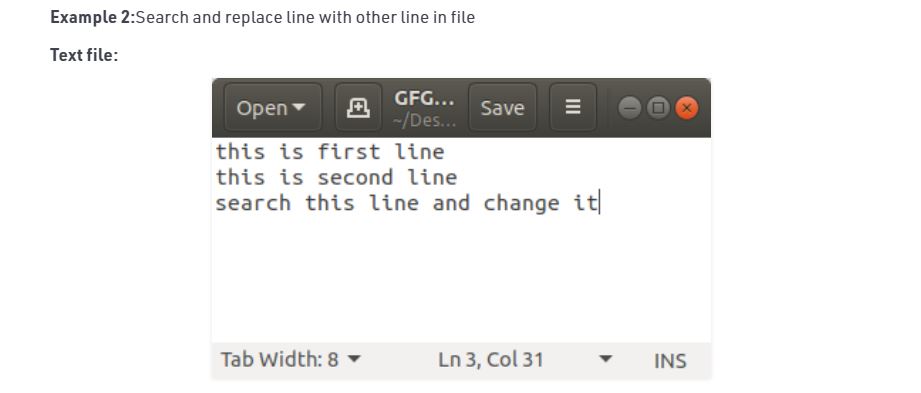 Example 2:Search and replace line with other line in file
Text file:
Open
GFG...
Save
~/Des...
this is first line
this is second line
search this line and change it
Tab Width: 8
Ln 3, Col 31
INS